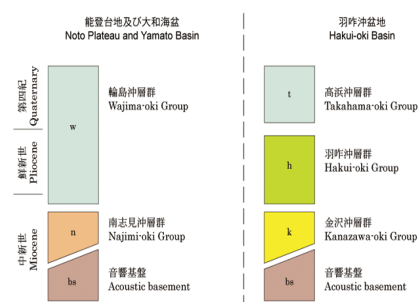 能登台地及び大和海盆
Noto Plateau and Yamato Basin
羽咋沖盆地
Hakui-oki Basin
第四紀
Quaternary
鮮新世
Pliocene
中新世
Miocene
w
輪島沖層群
Wajima-oki Group
n
南志見沖層群
Najimi-oki Group
bs
音響基盤
Acoustic basement
t
高浜沖層群
Takahama-oki Group
h
羽咋沖層群
Hakui-oki Group
k
金沢沖層群
Kanazawa-oki Group
bs
音響基盤
Acoustic basement